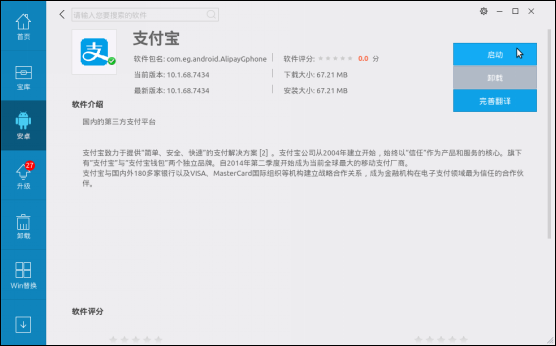 请输入您要搜索的软件
首页
宝库
安卓
27
升级
卸载
Win替换
支
支付宝
软件包名: com.eg.android.AlipayGphone
软件评分: 0.0 分
当前版本: 10.1.68.7434
下载大小: 67.21 MB
最新版本: 10.1.68.7434
安装大小: 67.21 MB
启动
卸载
完善翻译
软件介绍
国内的第三方支付平台
支付宝致力于提供“简单、安全、快速”的支付解决方案 [2] 。支付宝公司从2004年建立开始，始终以“信任”作为产品和服务的核心。旗下
有“支付宝”与“支付宝钱包”两个独立品牌。自2014年第二季度开始成为当前全球最大的移动支付厂商。
支付宝与国内外180多家银行以及VISA、MasterCard国际组织等机构建立战略合作关系，成为金融机构在电子支付领域最为信任的合作伙
伴。
软件评分